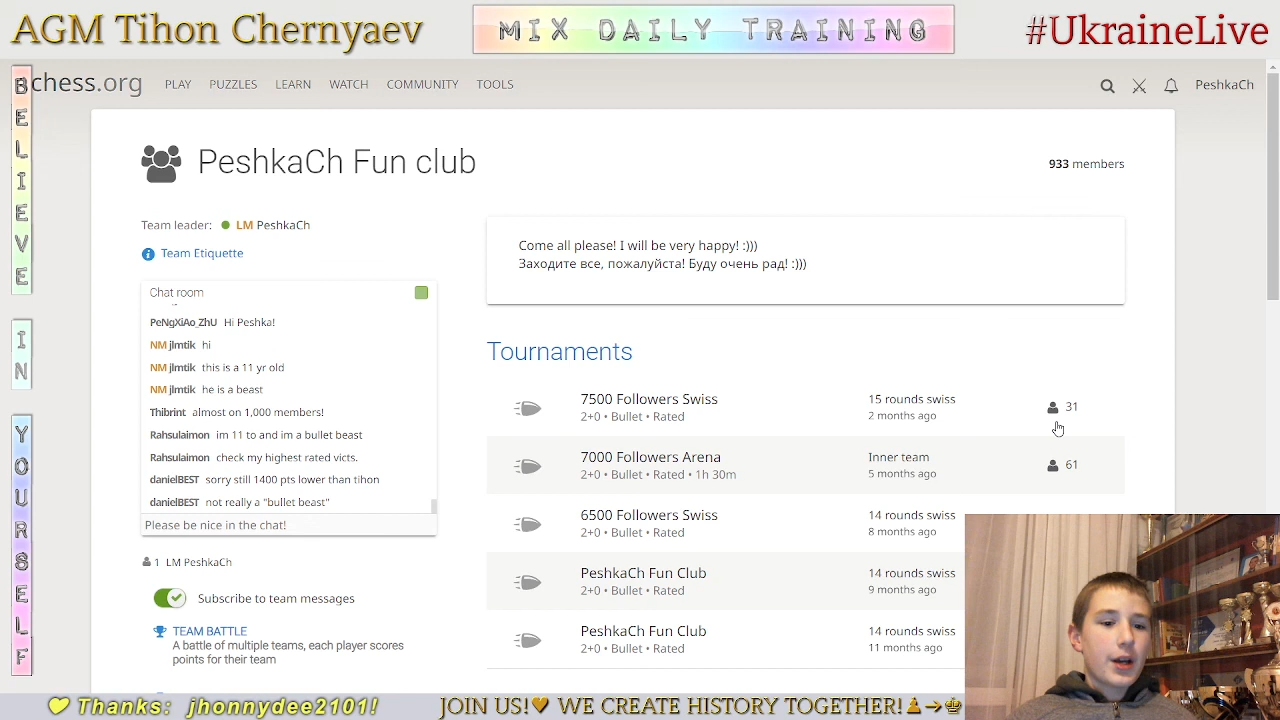 AGM Tihon Chernyaev
MIX DAILY TRAINING
#UkraineLive
BELIEVE
IN
YOURSELF
chess.org
PLAY PUZZLES LEARN WATCH COMMUNITY TOOLS
PeshkaCh
PeshkaCh Fun club
933 members
Team leader: LM PeshkaCh
Team Etiquette
Chat room
PeNgXiAo_ZhU Hi Peshka!
NM jlmtik hi
NM jlmtik this is a 11 yr old
NM jlmtik he is a beast
Thibrint almost on 1,000 members!
Rahsulaimon im 11 to and im a bullet beast
Rahsulaimon check my highest rated victs.
danielBEST sorry still 1400 pts lower than tihon
danielBEST not really a "bullet beast"
Please be nice in the chat!
1 LM PeshkaCh
Subscribe to team messages
TEAM BATTLE
A battle of multiple teams, each player scores
points for their team
Come all please! I will be very happy! :)))
Заходите все, пожалуйста! Буду очень рад! :)))
Tournaments
7500 Followers Swiss 15 rounds swiss 31
2+0 • Bullet • Rated 2 months ago
7000 Followers Arena Inner team 61
2+0 • Bullet • Rated • 1h 30m 5 months ago
6500 Followers Swiss 14 rounds swiss
2+0 • Bullet • Rated 8 months ago
PeshkaCh Fun Club 14 rounds swiss
2+0 • Bullet • Rated 9 months ago
PeshkaCh Fun Club 14 rounds swiss
2+0 • Bullet • Rated 11 months ago
Thanks: jhonnydee2101!
JOIN US! WE CREATE HISTORY TOGETHER!